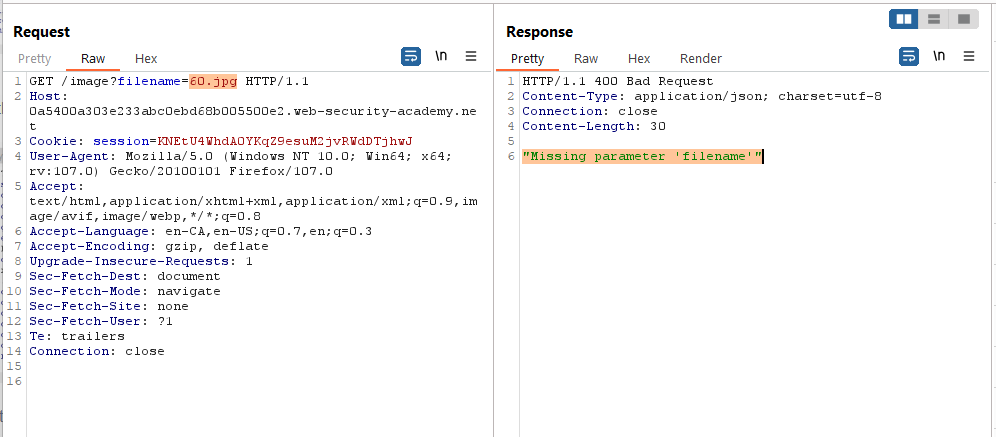 Request
Pretty Raw Hex
\n
1 GET /image?filename=60.jpg HTTP/1.1
2 Host:
0a5400a303e233abc0ebd68b005500e2.web-security-academy.ne
t
3 Cookie: session=KNEtU4WhdAOYKqZ9esuM2jvRWdDTjhwJ
4 User-Agent: Mozilla/5.0 (Windows NT 10.0; Win64; x64;
rv:107.0) Gecko/20100101 Firefox/107.0
5 Accept:
text/html,application/xhtml+xml,application/xml;q=0.9,im
age/avif,image/webp,*/*;q=0.8
6 Accept-Language: en-CA,en-US;q=0.7,en;q=0.3
7 Accept-Encoding: gzip, deflate
8 Upgrade-Insecure-Requests: 1
9 Sec-Fetch-Dest: document
10 Sec-Fetch-Mode: navigate
11 Sec-Fetch-Site: none
12 Sec-Fetch-User: ?1
13 Te: trailers
14 Connection: close
15
16
Response
Pretty Raw Hex Render
\n
1 HTTP/1.1 400 Bad Request
2 Content-Type: application/json; charset=utf-8
3 Connection: close
4 Content-Length: 30
5
6 "Missing parameter 'filename'"